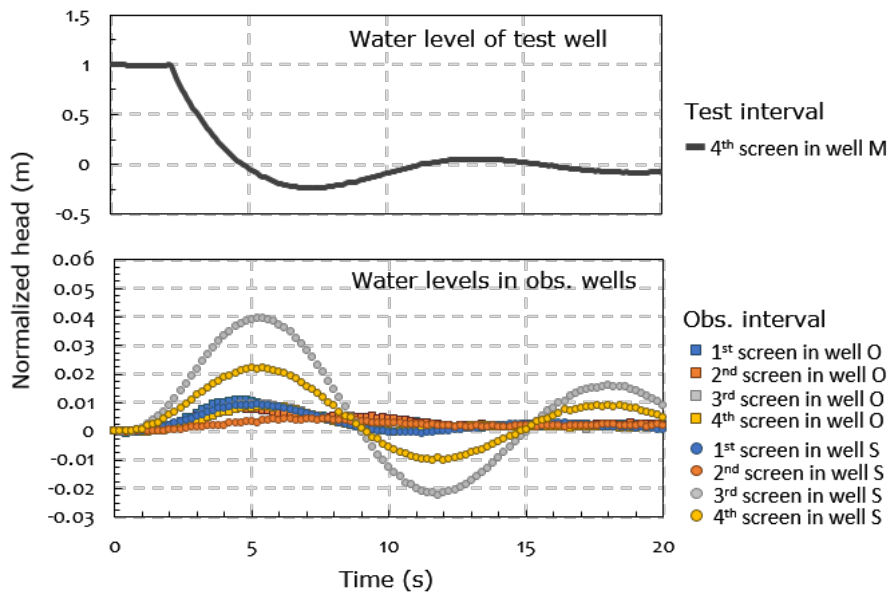 Water level of test well
1.5
1
0.5
0
-0.5
Test interval
4th screen in well M
Normalized head (m)
Water levels in obs. wells
0.06
0.05
0.04
0.03
0.02
0.01
0
-0.01
-0.02
-0.03
0 5 10 15 20
Time (s)
Obs. interval
1st screen in well O
2nd screen in well O
3rd screen in well O
4th screen in well O
1st screen in well S
2nd screen in well S
3rd screen in well S
4th screen in well S